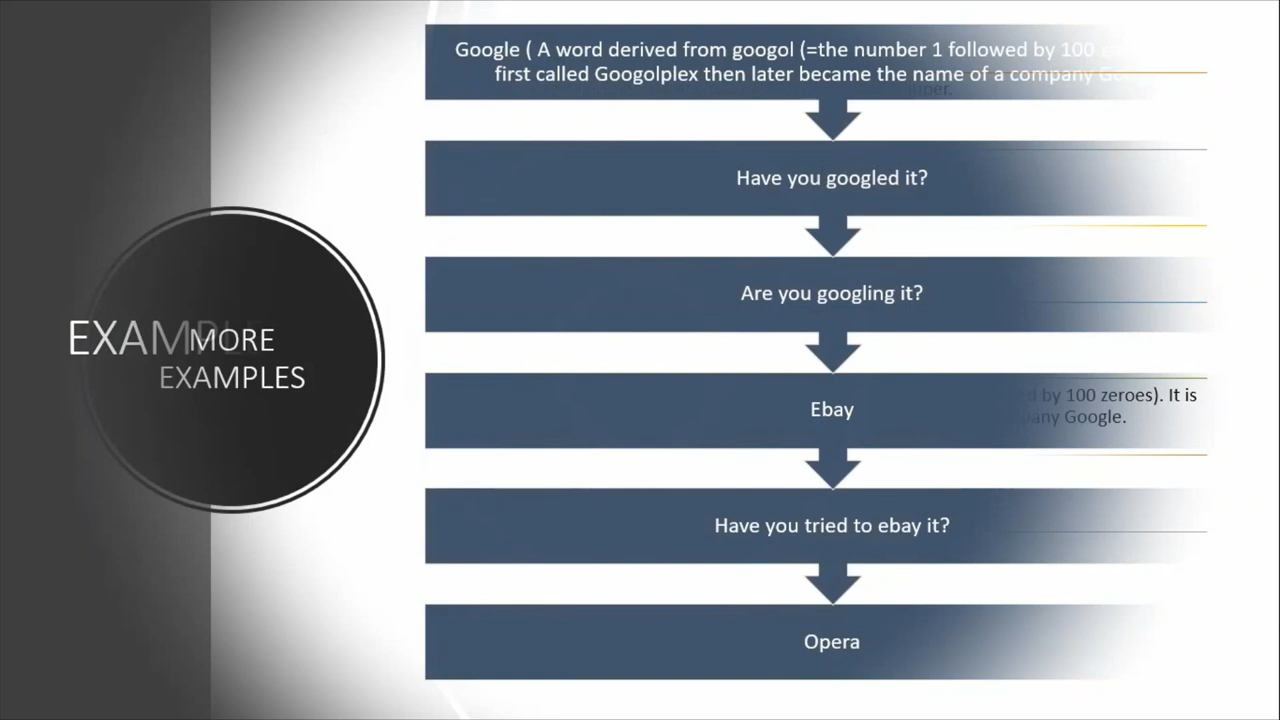 Google ( A word derived from googol (=the number 1 followed by 100
first called Googolplex then later became the name of a company
Have you googled it?
Are you googling it?
Ebay
d by 100 zeroes). It is
pany Google.
Have you tried to ebay it?
Opera
MORE
EXAMPLES